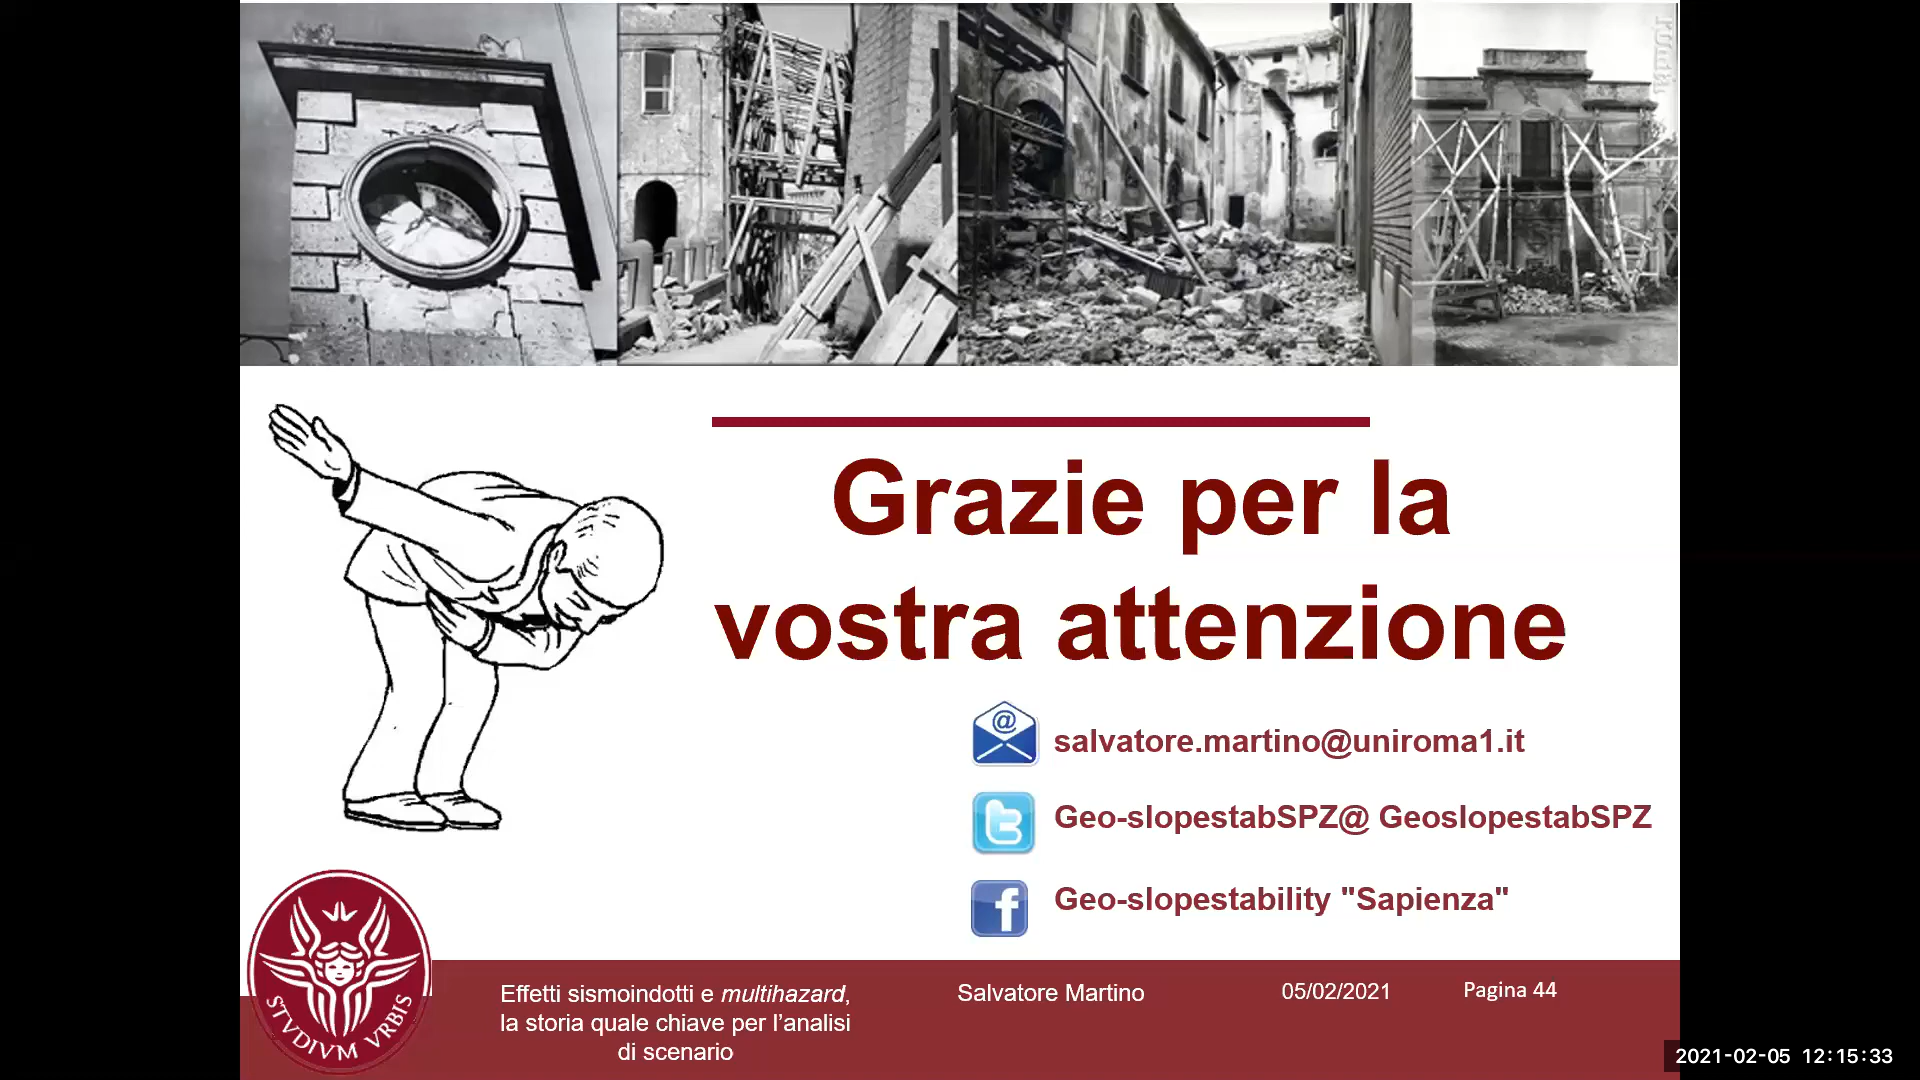 Grazie per la
vostra attenzione
@
salvatore.martino@uniroma1.it
Geo-slopestabSPZ@ GeoslopestabSPZ
f
Geo-slopestability "Sapienza"
STVDIVM VRBIS
Effetti sismoindotti e multihazard,
la storia quale chiave per l’analisi
di scenario
Salvatore Martino
05/02/2021
Pagina 44
2021-02-05 12:15:33